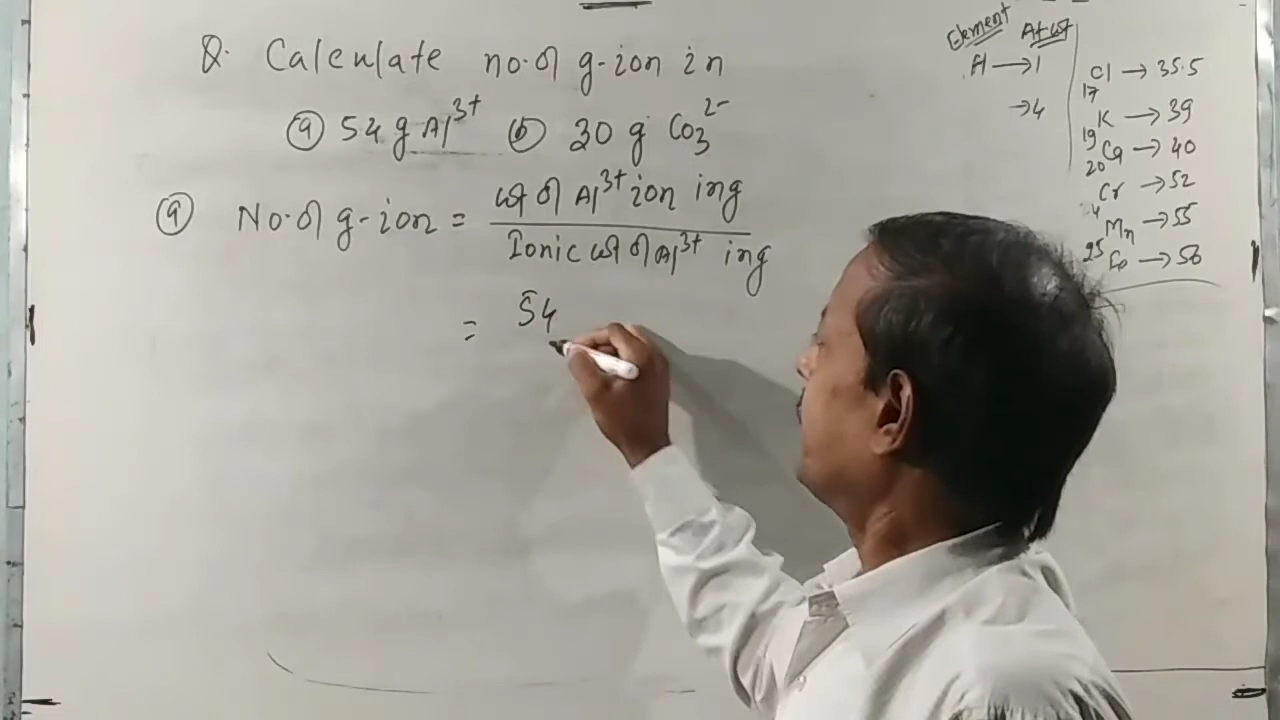 Q. Calculate no. of g-ion in
(a) 54 g Al³⁺ (b) 30 g CO₃²⁻
(a) No. of g-ion = wt of Al³⁺ ion in g
Ionic wt of Al³⁺ in g
= 54
Element At wt
H → 1
→ 4
17 Cl → 35.5
19 K → 39
20 Ca → 40
Cr → 52
Mn → 55
Fe → 56